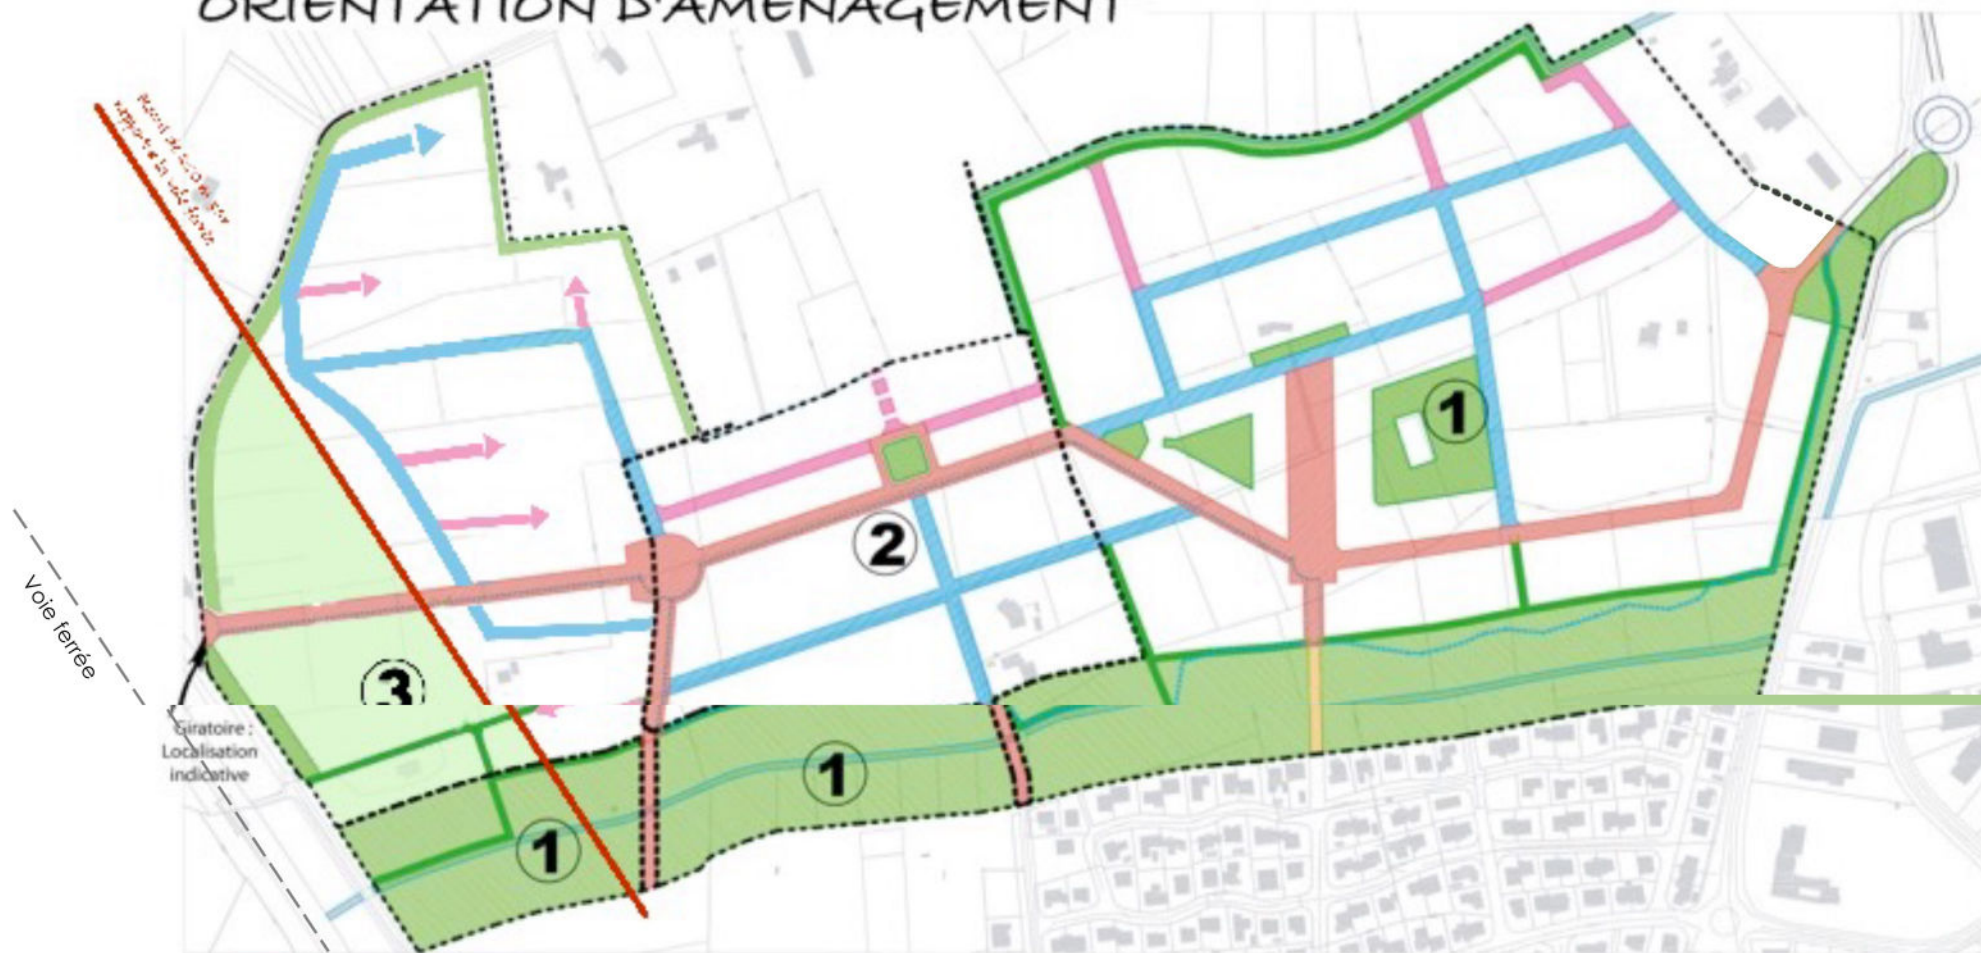 ORIENTATION D'AMENAGEMENT
1
2
Voie ferrée
3
Giratoire :
Localisation
indicative
1
1